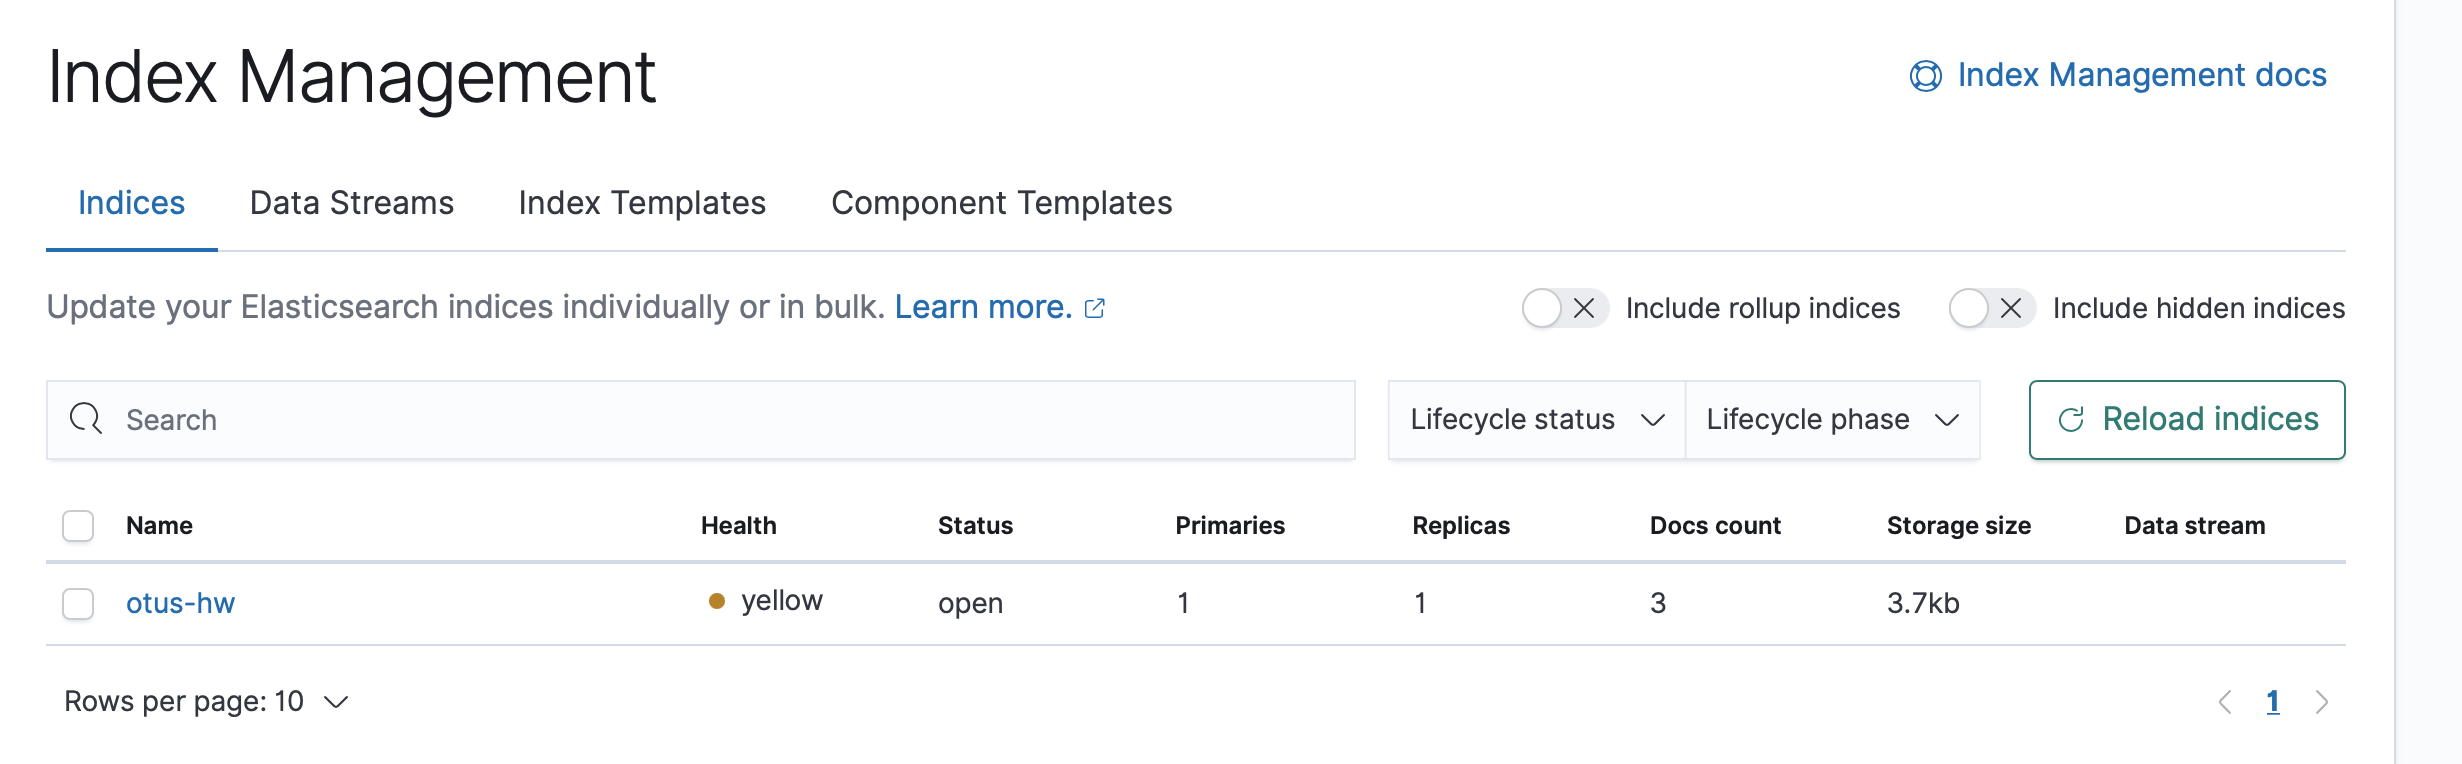 Index Management
Index Management docs
Indices Data Streams Index Templates Component Templates
Update your Elasticsearch indices individually or in bulk. Learn more.
Include rollup indices Include hidden indices
Search
Lifecycle status Lifecycle phase Reload indices
Name Health Status Primaries Replicas Docs count Storage size Data stream
otus-hw yellow open 1 1 3 3.7kb
Rows per page: 10
1